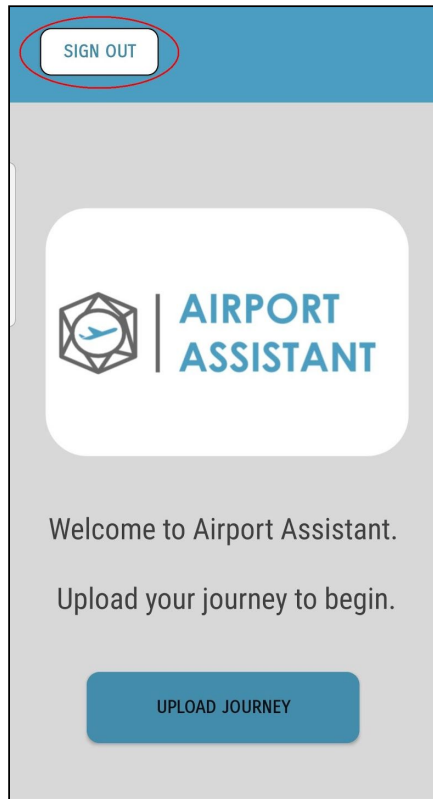 SIGN OUT
AIRPORT
ASSISTANT
Welcome to Airport Assistant.
Upload your journey to begin.
UPLOAD JOURNEY